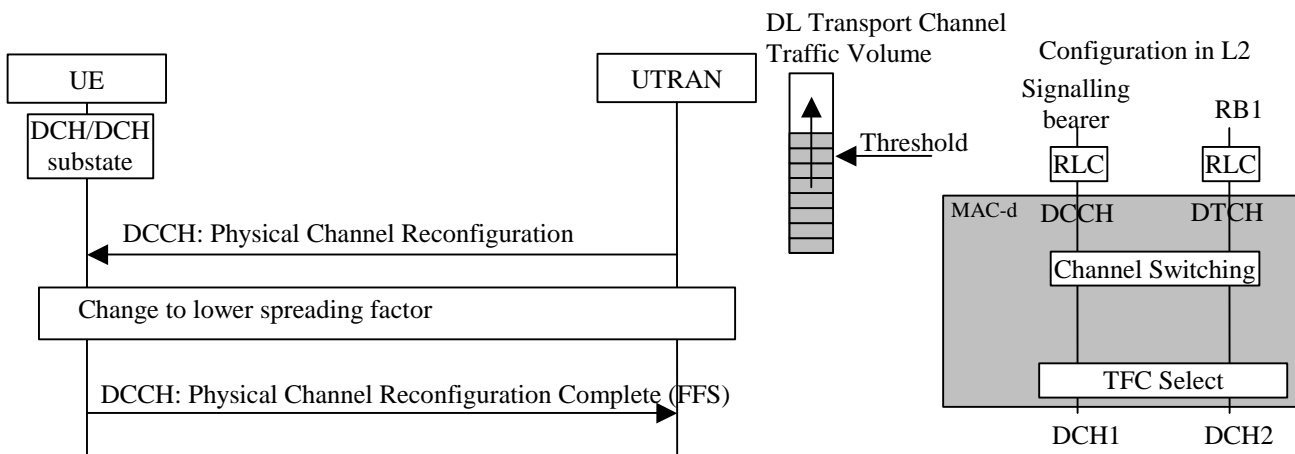 DL Transport Channel
Traffic Volume
Configuration in L2
UE
UTRAN
Signalling
bearer
RB1
DCH/DCH
substate
Threshold
RLC
RLC
MAC-d
DCCH
DTCH
DCCH: Physical Channel Reconfiguration
Channel Switching
Change to lower spreading factor
TFC Select
DCCH: Physical Channel Reconfiguration Complete (FFS)
DCH1
DCH2